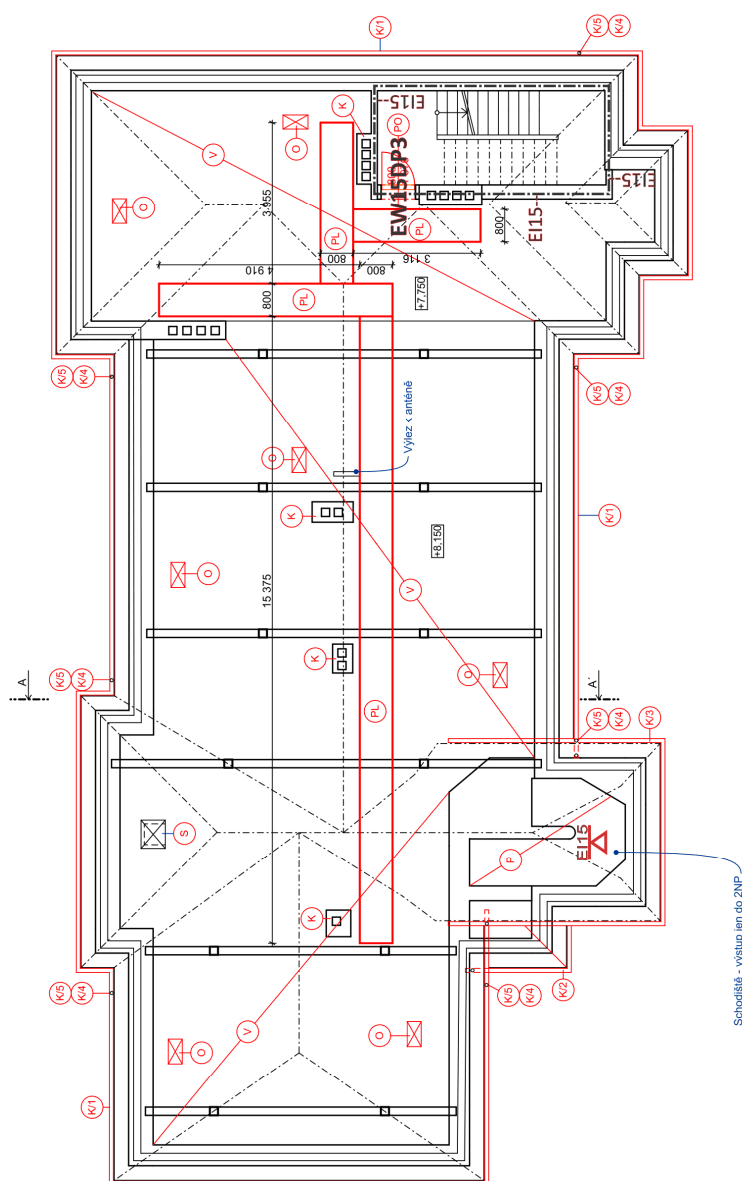 K/1
K/5
K/4
K
EI15--
PO
800
EW15DP3
O
V
O
3 955
EI15--
EI15--
PL
PL
800
4 910
800
800
3 116
+7,750
PL
800
K/5
K/4
K/5
K/4
Výlez k anténě
O
K
K/1
+8,150
O
15 375
V
K
O
A
K/5
K/4
A'
PL
K/5
K/4
K/3
S
EI15
P
K
K/5
K/4
K/5
K/4
K/2
O
O
V
K/1
Schodiště - výstup jen do 2NP